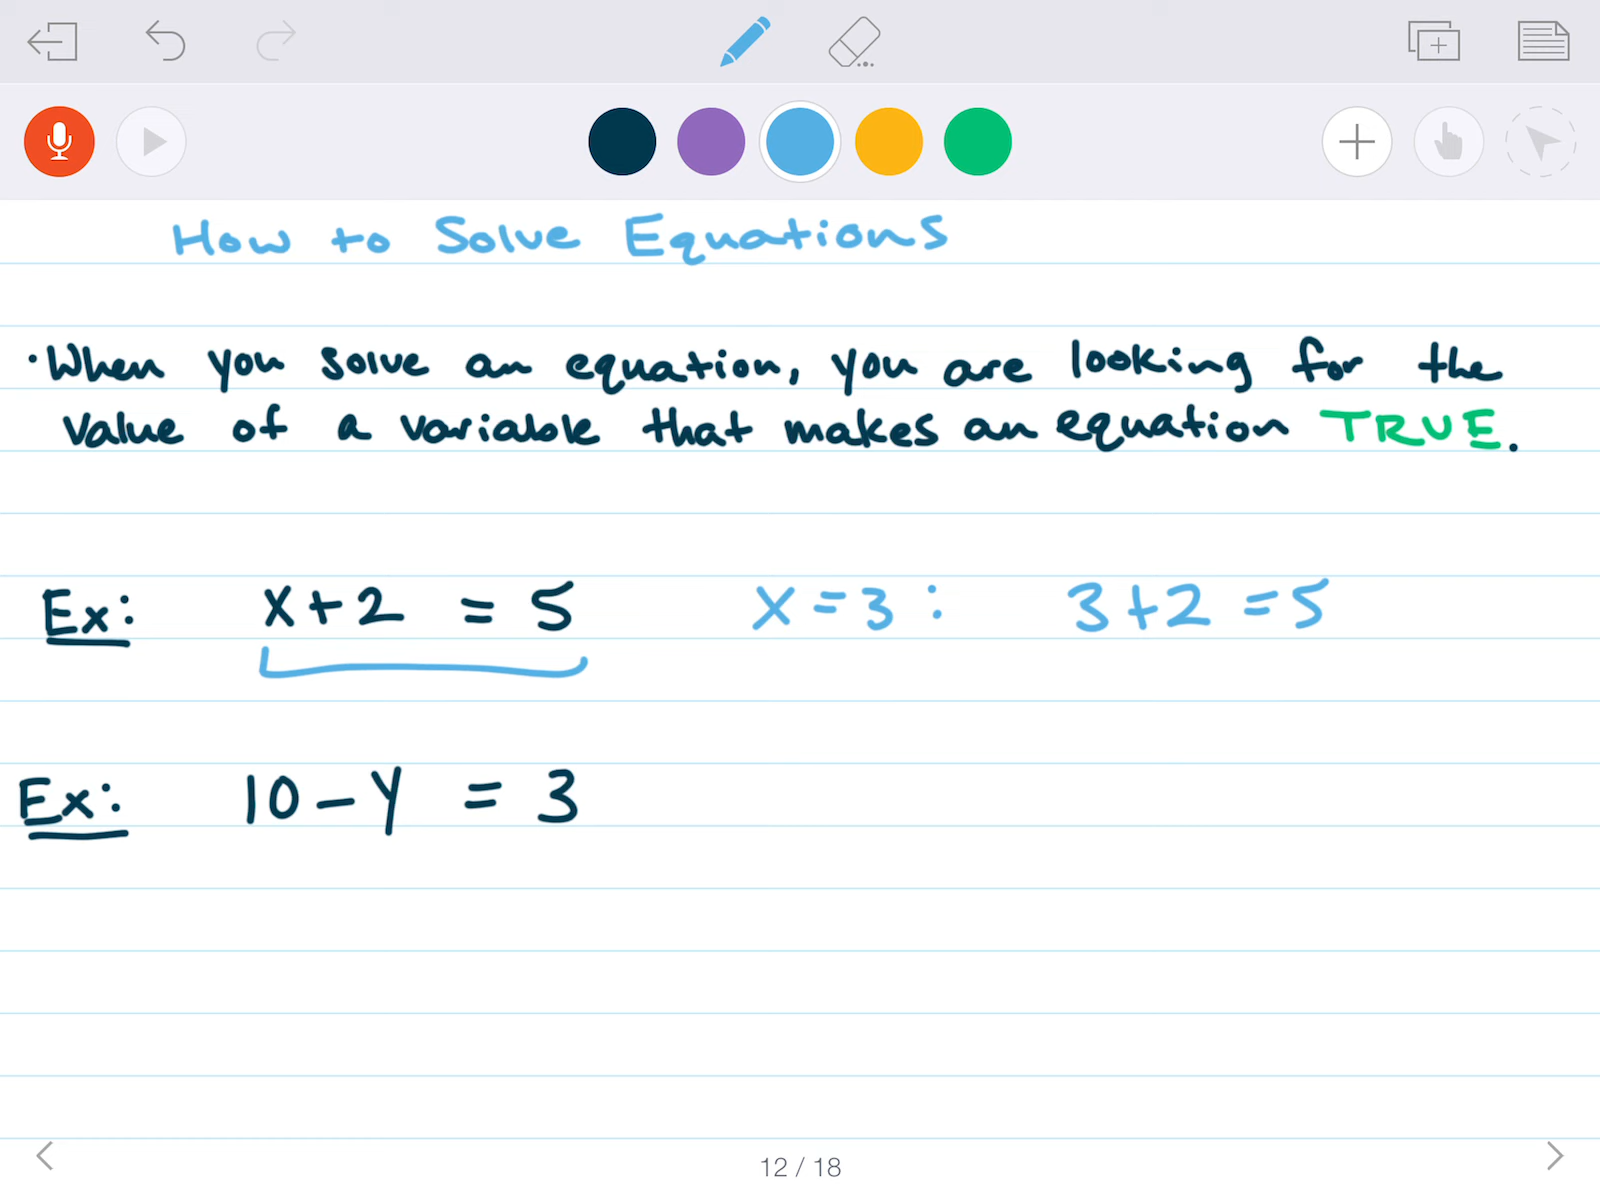 How to Solve Equations
· When you solve an equation, you are looking for the
value of a variable that makes an equation TRUE.
Ex: x+2 = 5 x=3: 3+2=5
Ex: 10-y = 3
12 / 18